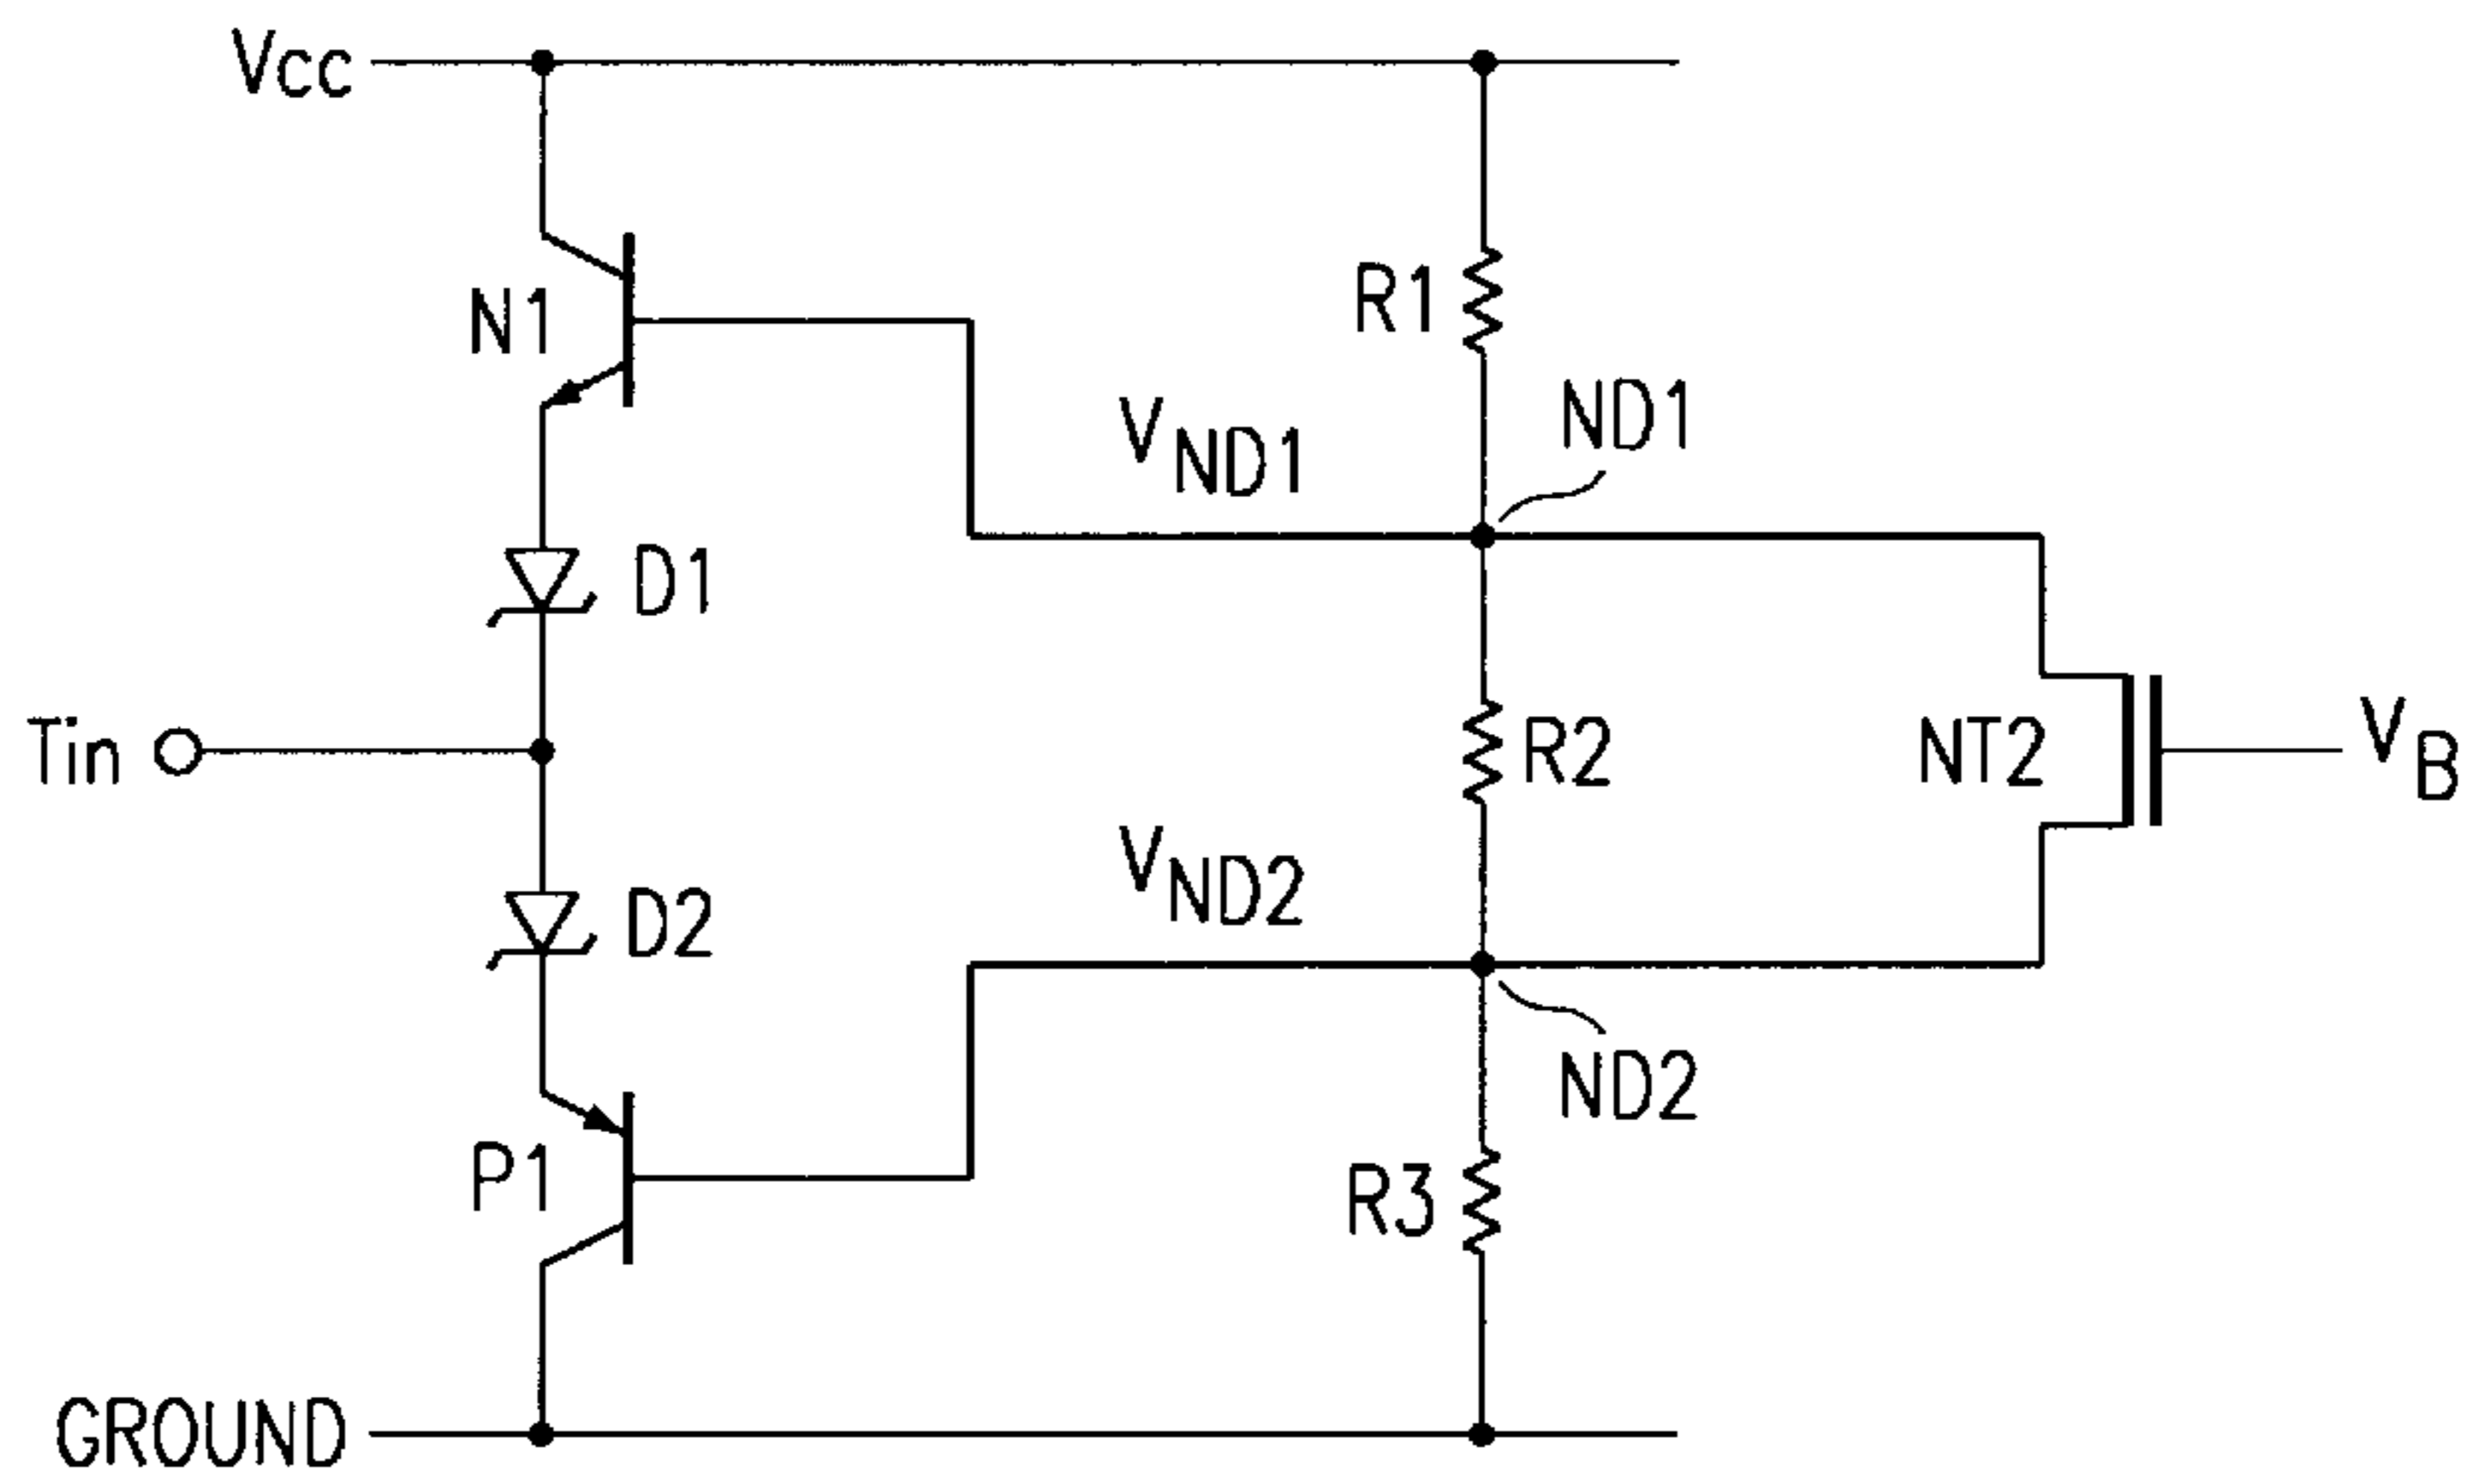 Vcc
N1
R1
ND1
VND1
D1
Tin
R2
NT2
VB
VND2
D2
ND2
P1
R3
GROUND